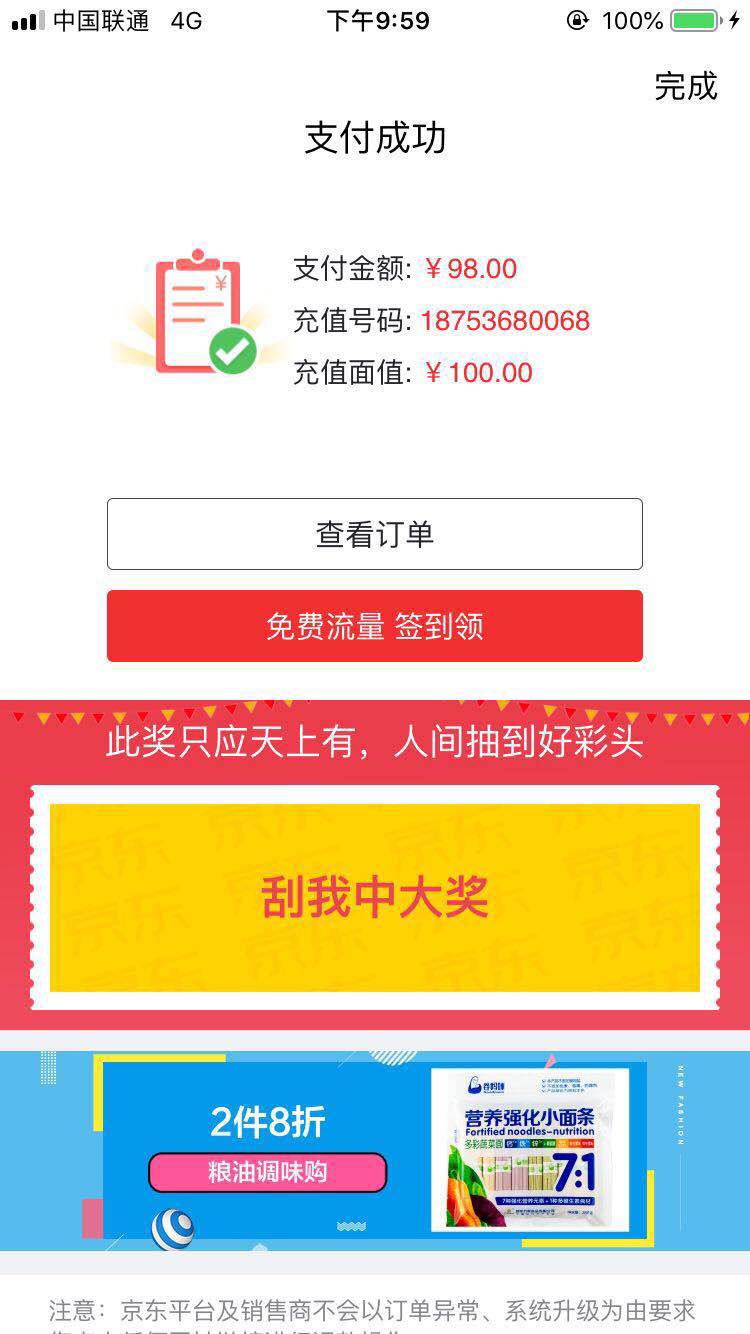 中国联通 4G 下午9:59 100%
完成
支付成功
支付金额: ￥98.00
充值号码: 18753680068
充值面值: ￥100.00
查看订单
免费流量 签到领
此奖只应天上有，人间抽到好彩头
刮我中大奖
2件8折
粮油调味购
营养强化小面条
Fortified noodles–nutrition
多彩蔬菜面
7:1
NEW FASHION
注意：京东平台及销售商不会以订单异常、系统升级为由要求